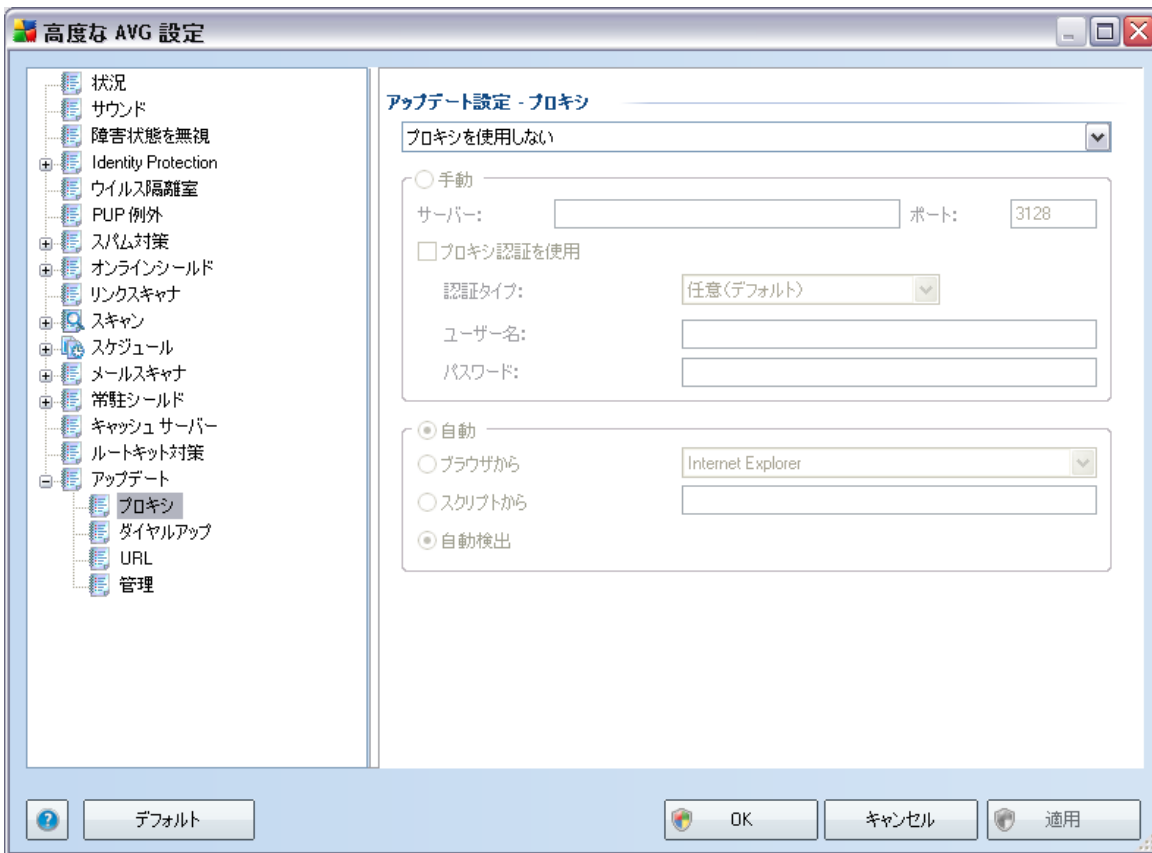 高度な AVG 設定
状況
サウンド
障害状態を無視
Identity Protection
ウイルス隔離室
PUP 例外
スパム対策
オンラインシールド
リンクスキャナ
スキャン
スケジュール
メールスキャナ
常駐シールド
キャッシュ サーバー
ルートキット対策
アップデート
プロキシ
ダイヤルアップ
URL
管理
アップデート設定 - プロキシ
プロキシを使用しない
手動
サーバー: ポート: 3128
プロキシ認証を使用
認証タイプ: 任意(デフォルト)
ユーザー名:
パスワード:
自動
ブラウザから Internet Explorer
スクリプトから
自動検出
デフォルト OK キャンセル 適用